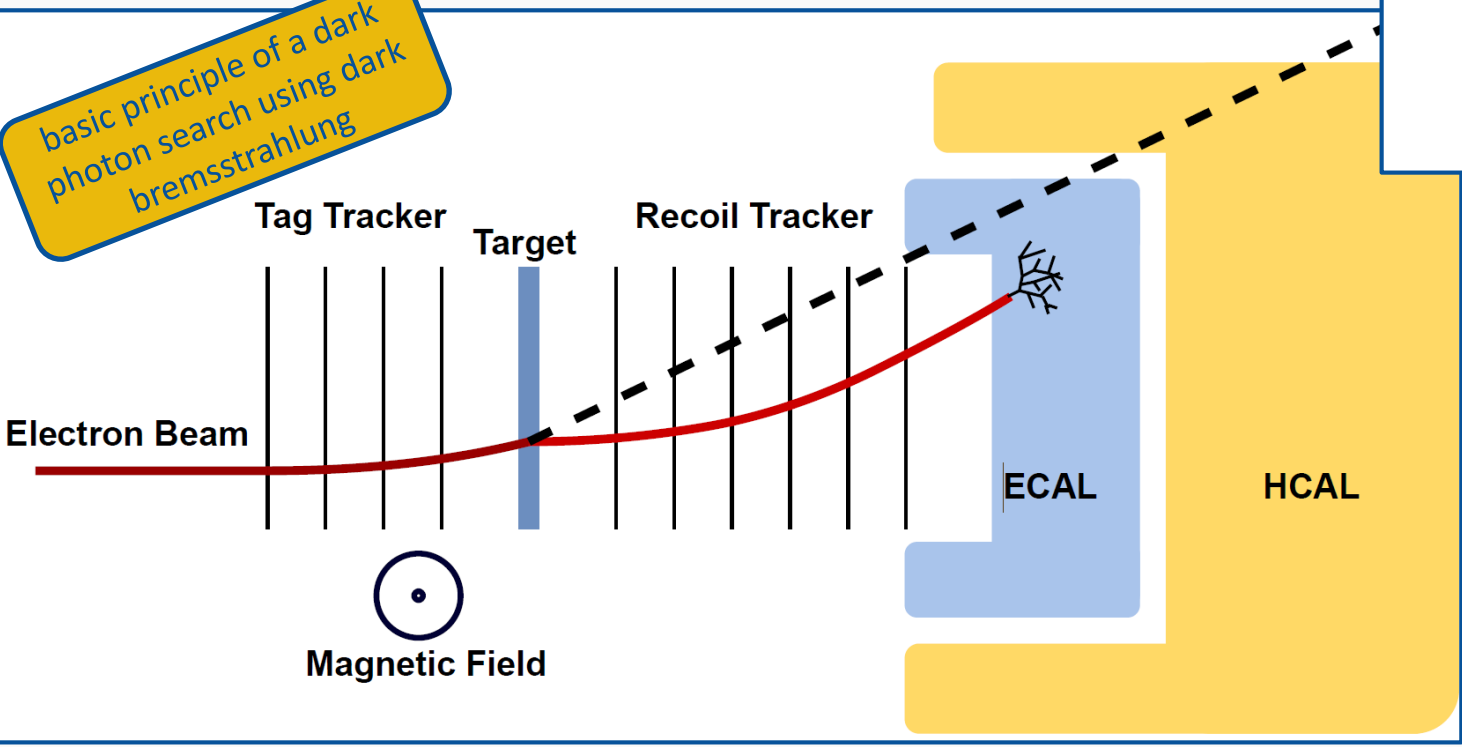 basic principle of a dark
photon search using dark
bremsstrahlung
Tag Tracker
Target
Recoil Tracker
Electron Beam
ECAL
HCAL
Magnetic Field